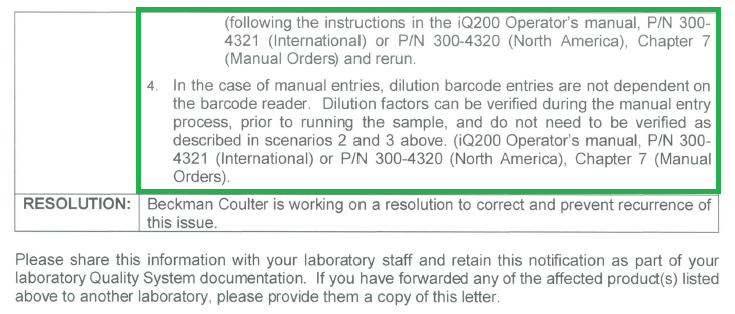 (following the instructions in the iQ200 Operator's manual, P/N 300-
4321 (International) or P/N 300-4320 (North America), Chapter 7
(Manual Orders) and rerun.
4. In the case of manual entries, dilution barcode entries are not dependent on
the barcode reader. Dilution factors can be verified during the manual entry
process, prior to running the sample, and do not need to be verified as
described in scenarios 2 and 3 above. (iQ200 Operator's manual, P/N 300-
4321 (International) or P/N 300-4320 (North America), Chapter 7 (Manual
Orders).
RESOLUTION: Beckman Coulter is working on a resolution to correct and prevent recurrence of
this issue.
Please share this information with your laboratory staff and retain this notification as part of your
laboratory Quality System documentation. If you have forwarded any of the affected product(s) listed
above to another laboratory, please provide them a copy of this letter.